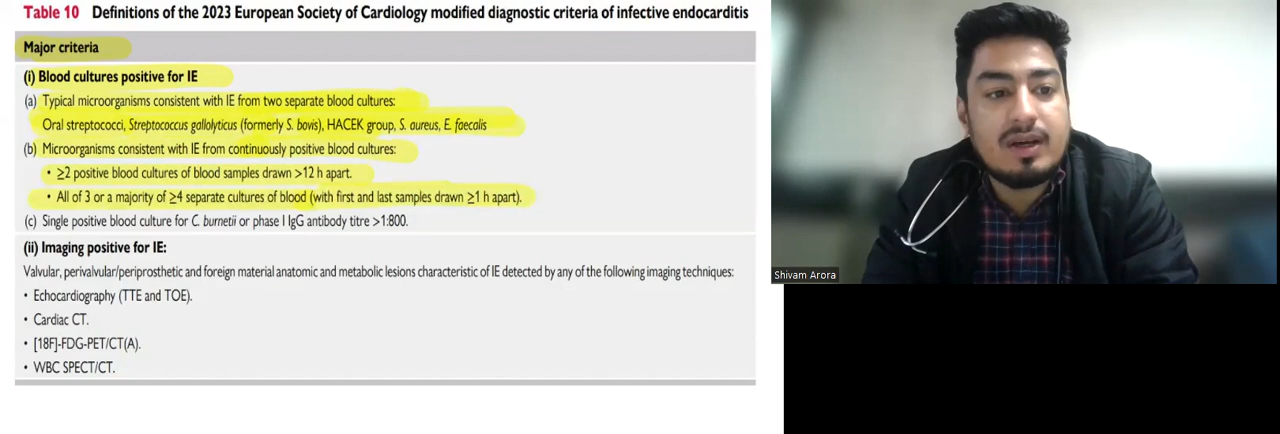 Table 10 Definitions of the 2023 European Society of Cardiology modified diagnostic criteria of infective endocarditis
Major criteria
(i) Blood cultures positive for IE
(a) Typical microorganisms consistent with IE from two separate blood cultures:
Oral streptococci, Streptococcus gallolyticus (formerly S. bovis), HACEK group, S. aureus, E. faecalis
(b) Microorganisms consistent with IE from continuously positive blood cultures:
• ≥2 positive blood cultures of blood samples drawn >12 h apart.
• All of 3 or a majority of ≥4 separate cultures of blood (with first and last samples drawn ≥1 h apart).
(c) Single positive blood culture for C. burnetii or phase I IgG antibody titre >1:800.
(ii) Imaging positive for IE:
Valvular, perivalvular/periprosthetic and foreign material anatomic and metabolic lesions characteristic of IE detected by any of the following imaging techniques:
• Echocardiography (TTE and TOE).
• Cardiac CT.
• [18F]-FDG-PET/CT(A).
• WBC SPECT/CT.
Shivam Arora